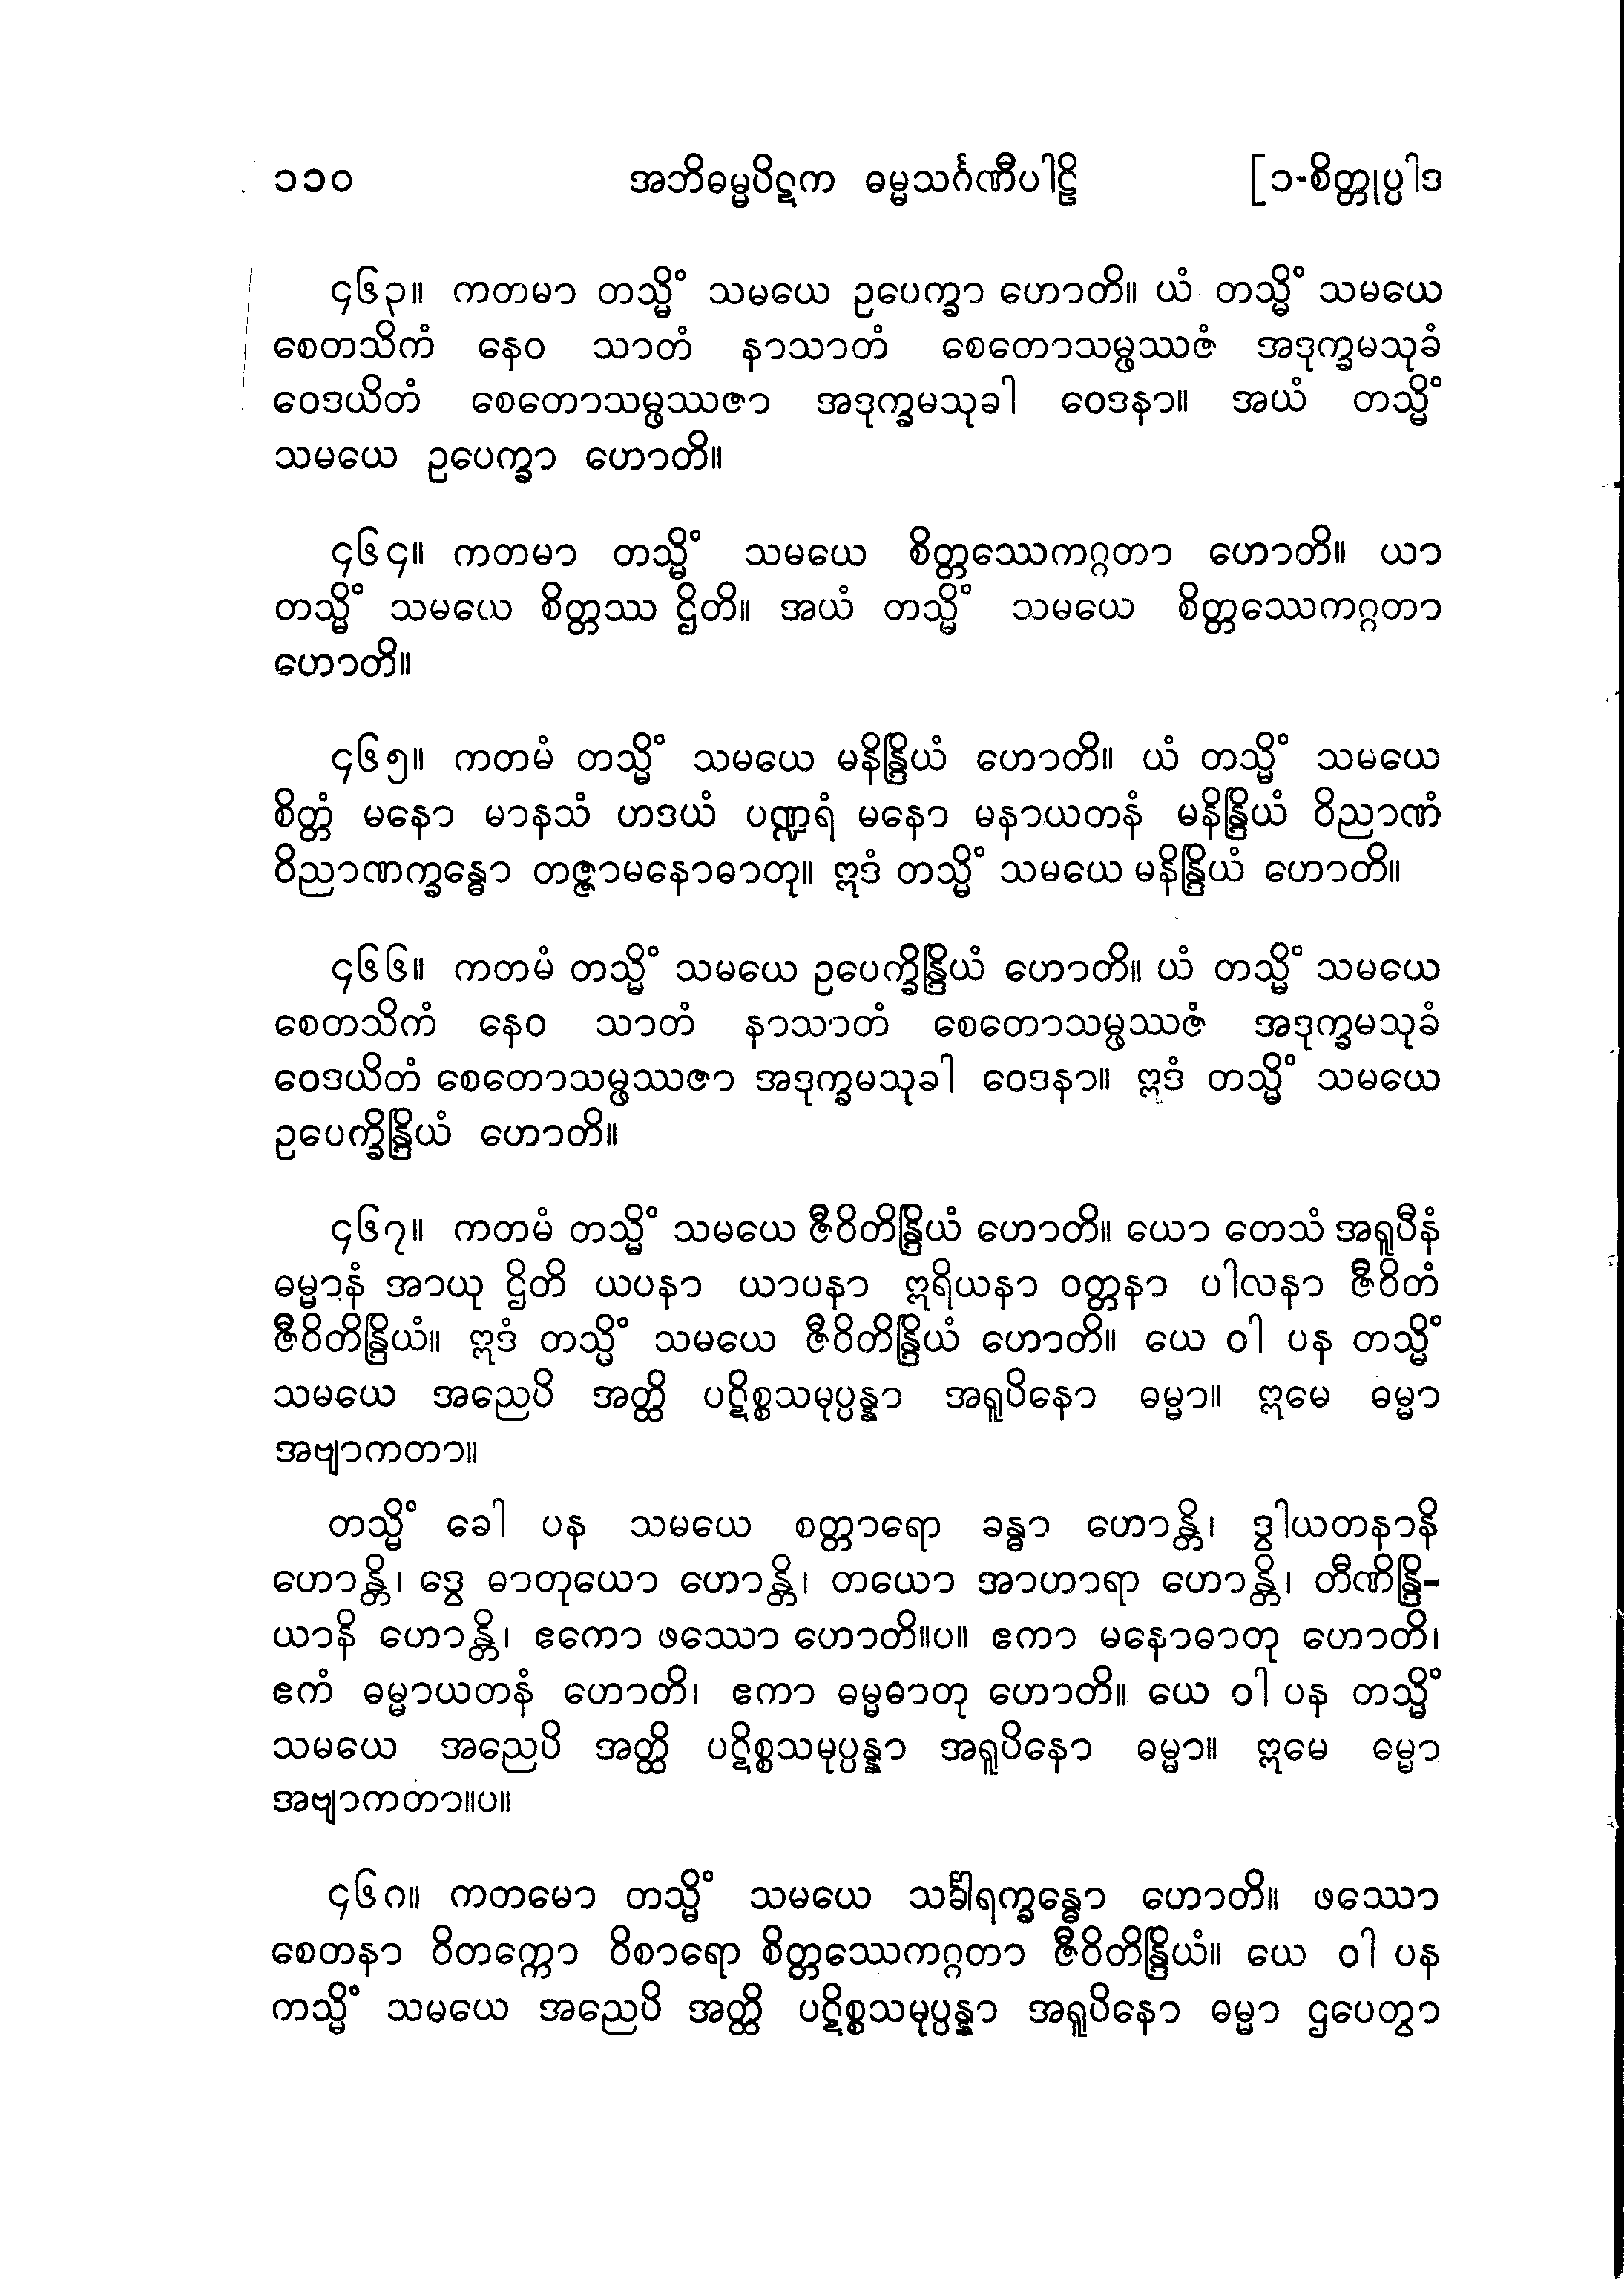 ၁၁၀ အဘိဓမ္မပိဋက ဓမ္မသင်္ဂဏီပါဠိ [၁-စိတ္တုပ္ပါဒ
၄၆၃။ ကတမာ တသ္မိံ သမယေ ဥပေက္ခာ ဟောတိ။ ယံ တသ္မိံ သမယေ
စေတသိကံ နေဝ သာတံ နာသာတံ စေတောသမ္ဖဿဇံ အဒုက္ခမသုခံ
ဝေဒယိတံ စေတောသမ္ဖဿဇာ အဒုက္ခမသုခါ ဝေဒနာ။ အယံ တသ္မိံ
သမယေ ဥပေက္ခာ ဟောတိ။
၄၆၄။ ကတမာ တသ္မိံ သမယေ စိတ္တဿေကဂ္ဂတာ ဟောတိ။ ယာ
တသ္မိံ သမယေ စိတ္တဿ ဌိတိ။ အယံ တသ္မိံ သမယေ စိတ္တဿေကဂ္ဂတာ
ဟောတိ။
၄၆၅။ ကတမံ တသ္မိံ သမယေ မနိန္ဒြိယံ ဟောတိ။ ယံ တသ္မိံ သမယေ
စိတ္တံ မနော မာနသံ ဟဒယံ ပဏ္ဍရံ မနော မနာယတနံ မနိန္ဒြိယံ ဝိညာဏံ
ဝိညာဏက္ခန္ဓော တဇ္ဇာမနောဓာတု။ ဣဒံ တသ္မိံ သမယေ မနိန္ဒြိယံ ဟောတိ။
၄၆၆။ ကတမံ တသ္မိံ သမယေ ဥပေက္ခိန္ဒြိယံ ဟောတိ။ ယံ တသ္မိံ သမယေ
စေတသိကံ နေဝ သာတံ နာသာတံ စေတောသမ္ဖဿဇံ အဒုက္ခမသုခံ
ဝေဒယိတံ စေတောသမ္ဖဿဇာ အဒုက္ခမသုခါ ဝေဒနာ။ ဣဒံ တသ္မိံ သမယေ
ဥပေက္ခိန္ဒြိယံ ဟောတိ။
၄၆၇။ ကတမံ တသ္မိံ သမယေ ဇီဝိတိန္ဒြိယံ ဟောတိ။ ယော တေသံ အရူပီနံ
ဓမ္မာနံ အာယု ဌိတိ ယပနာ ယာပနာ ဣရိယနာ ဝတ္တနာ ပါလနာ ဇီဝိတံ
ဇီဝိတိန္ဒြိယံ။ ဣဒံ တသ္မိံ သမယေ ဇီဝိတိန္ဒြိယံ ဟောတိ။ ယေ ဝါ ပန တသ္မိံ
သမယေ အညေပိ အတ္ထိ ပဋိစ္စသမုပ္ပန္နာ အရူပိနော ဓမ္မာ။ ဣမေ ဓမ္မာ
အဗျာကတာ။
တသ္မိံ ခေါ ပန သမယေ စတ္တာရော ခန္ဓာ ဟောန္တိ၊ ဒွါယတနာနိ
ဟောန္တိ၊ ဒွေ ဓာတုယော ဟောန္တိ၊ တယော အာဟာရာ ဟောန္တိ၊ တီဏိန္ဒြိ-
ယာနိ ဟောန္တိ၊ ဧကော ဖဿော ဟောတိ။ပ။ ဧကာ မနောဓာတု ဟောတိ၊
ဧကံ ဓမ္မာယတနံ ဟောတိ၊ ဧကာ ဓမ္မဓာတု ဟောတိ။ ယေ ဝါ ပန တသ္မိံ
သမယေ အညေပိ အတ္ထိ ပဋိစ္စသမုပ္ပန္နာ အရူပိနော ဓမ္မာ။ ဣမေ ဓမ္မာ
အဗျာကတာ။ပ။
၄၆၈။ ကတမော တသ္မိံ သမယေ သင်္ခါရက္ခန္ဓော ဟောတိ။ ဖဿော
စေတနာ ဝိတက္ကော ဝိစာရော စိတ္တဿေကဂ္ဂတာ ဇီဝိတိန္ဒြိယံ။ ယေ ဝါ ပန
ကသ္မိံ သမယေ အညေပိ အတ္ထိ ပဋိစ္စသမုပ္ပန္နာ အရူပိနော ဓမ္မာ ဌပေတွာ